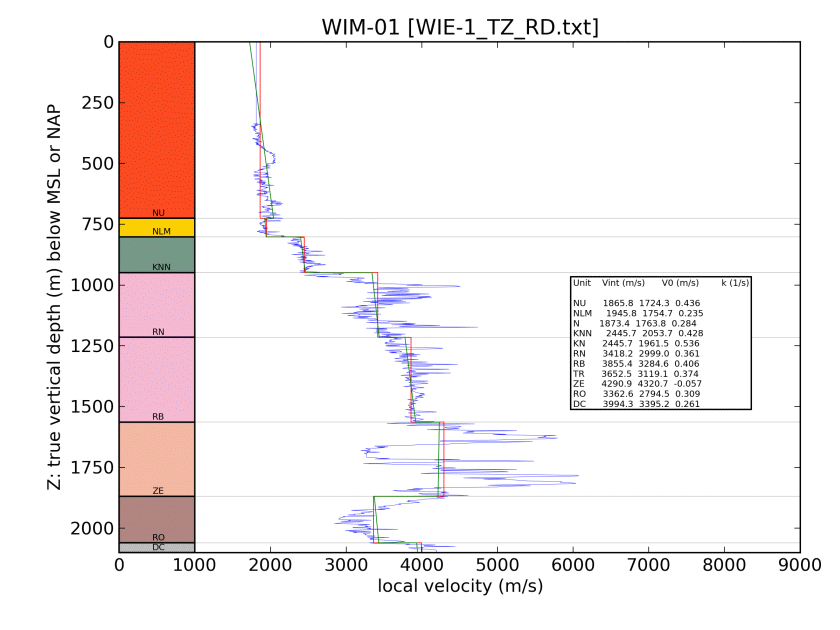 WIM-01 [WIE-1_TZ_RD.txt]
Z: true vertical depth (m) below MSL or NAP
0
250
500
750
1000
1250
1500
1750
2000
NU
NLM
KNN
RN
RB
ZE
RO
DC
Unit Vint (m/s) V0 (m/s) k (1/s)
NU 1865.8 1724.3 0.436
NLM 1945.8 1754.7 0.235
N 1873.4 1763.8 0.284
KNN 2445.7 2053.7 0.428
KN 2445.7 1961.5 0.536
RN 3418.2 2999.0 0.361
RB 3855.4 3284.6 0.406
TR 3652.5 3119.1 0.374
ZE 4290.9 4320.7 -0.057
RO 3362.6 2794.5 0.309
DC 3994.3 3395.2 0.261
0 1000 2000 3000 4000 5000 6000 7000 8000 9000
local velocity (m/s)